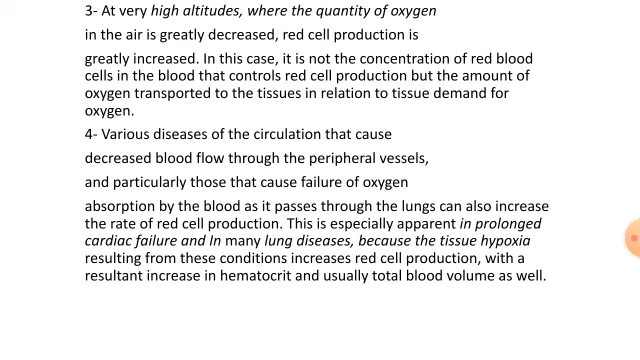 3- At very high altitudes, where the quantity of oxygen
in the air is greatly decreased, red cell production is
greatly increased. In this case, it is not the concentration of red blood
cells in the blood that controls red cell production but the amount of
oxygen transported to the tissues in relation to tissue demand for
oxygen.
4- Various diseases of the circulation that cause
decreased blood flow through the peripheral vessels,
and particularly those that cause failure of oxygen
absorption by the blood as it passes through the lungs can also increase
the rate of red cell production. This is especially apparent in prolonged
cardiac failure and In many lung diseases, because the tissue hypoxia
resulting from these conditions increases red cell production, with a
resultant increase in hematocrit and usually total blood volume as well.